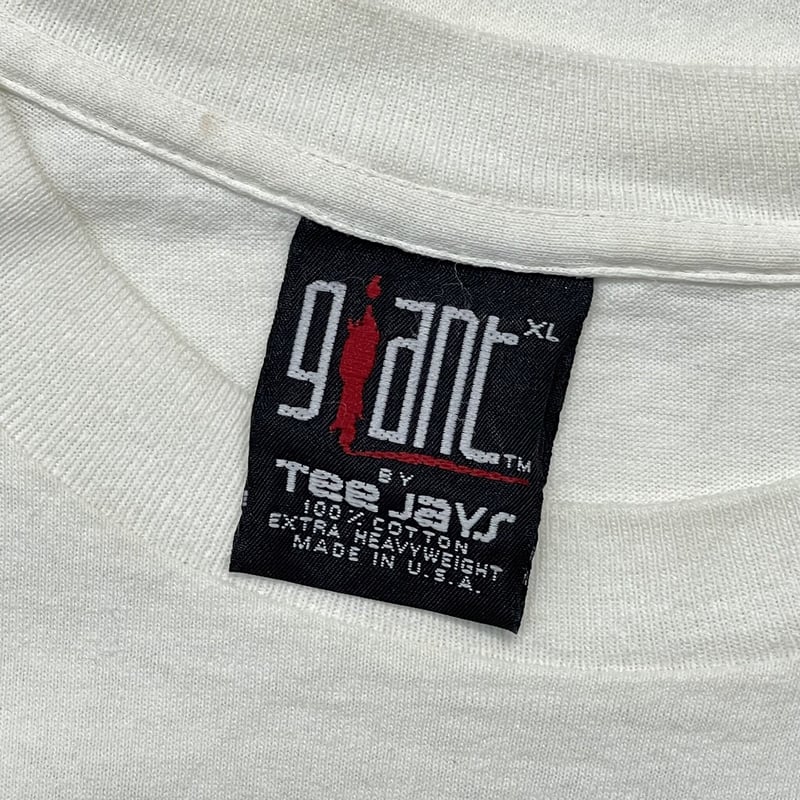 giant XL
TM
BY
Tee Jays
100% COTTON
EXTRA HEAVYWEIGHT
MADE IN U.S.A.